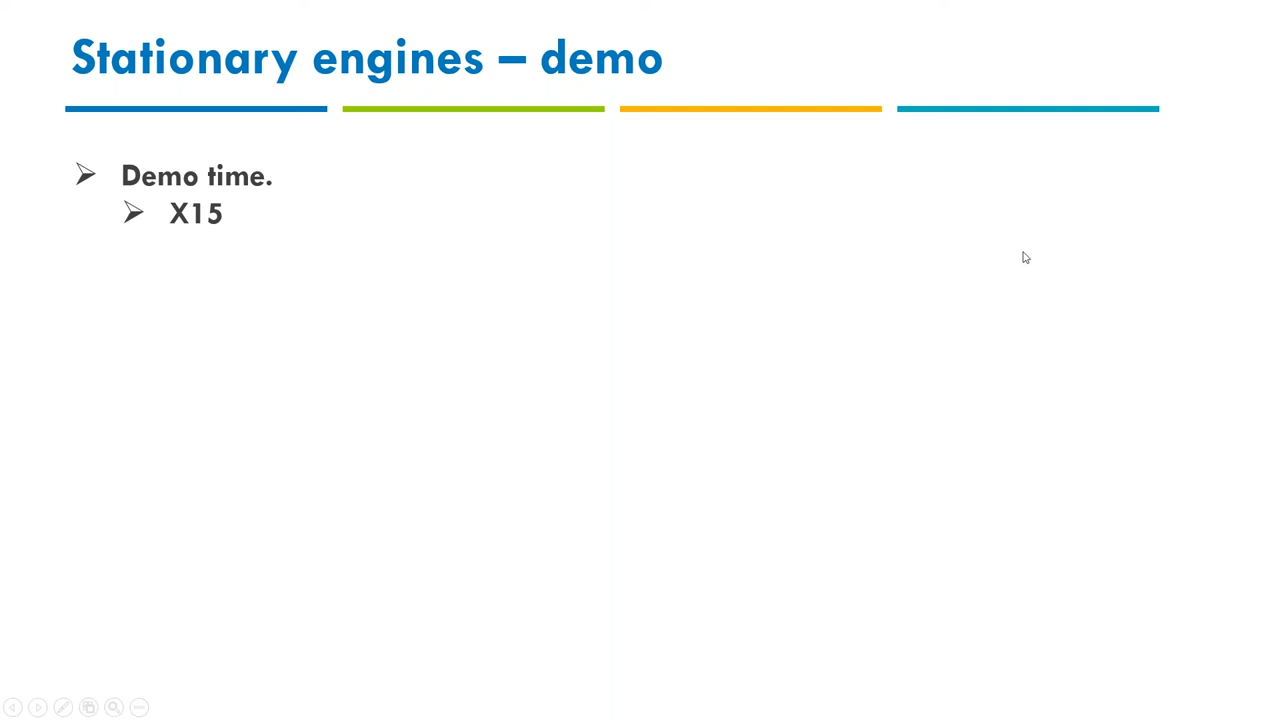 Stationary engines – demo
Demo time.
X15